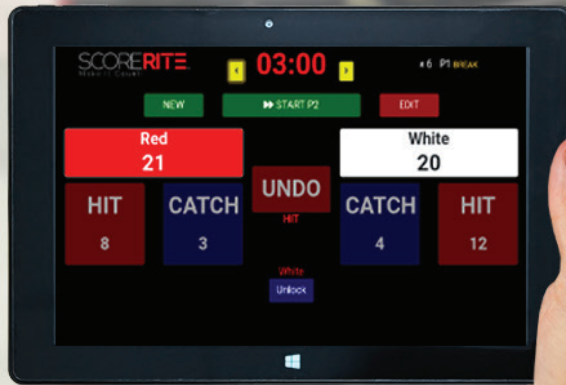 SCORERITE.
Make It Count!
03:00
#6 P1 BREAK
NEW
START P2
EDIT
Red
21
White
20
HIT
8
CATCH
3
UNDO
HIT
CATCH
4
HIT
12
White
Unlock